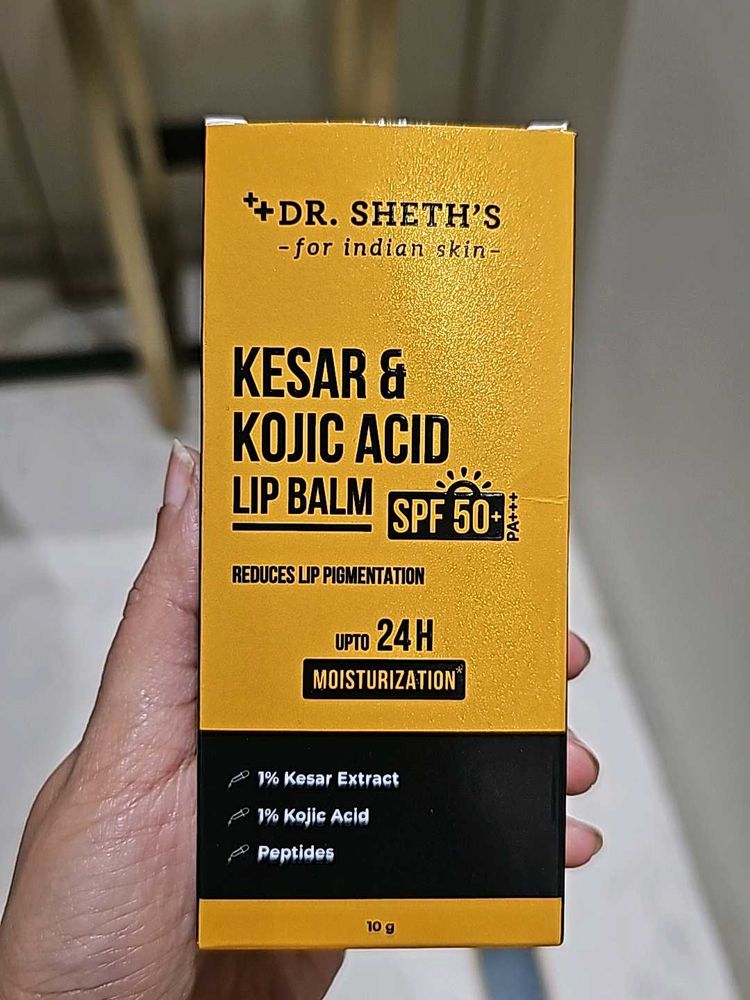 DR. SHETH'S
-for indian skin-
KESAR &
KOJIC ACID
LIP BALM
SPF 50+
PA+++
REDUCES LIP PIGMENTATION
UPTO 24H
MOISTURIZATION*
1% Kesar Extract
1% Kojic Acid
Peptides
10 g